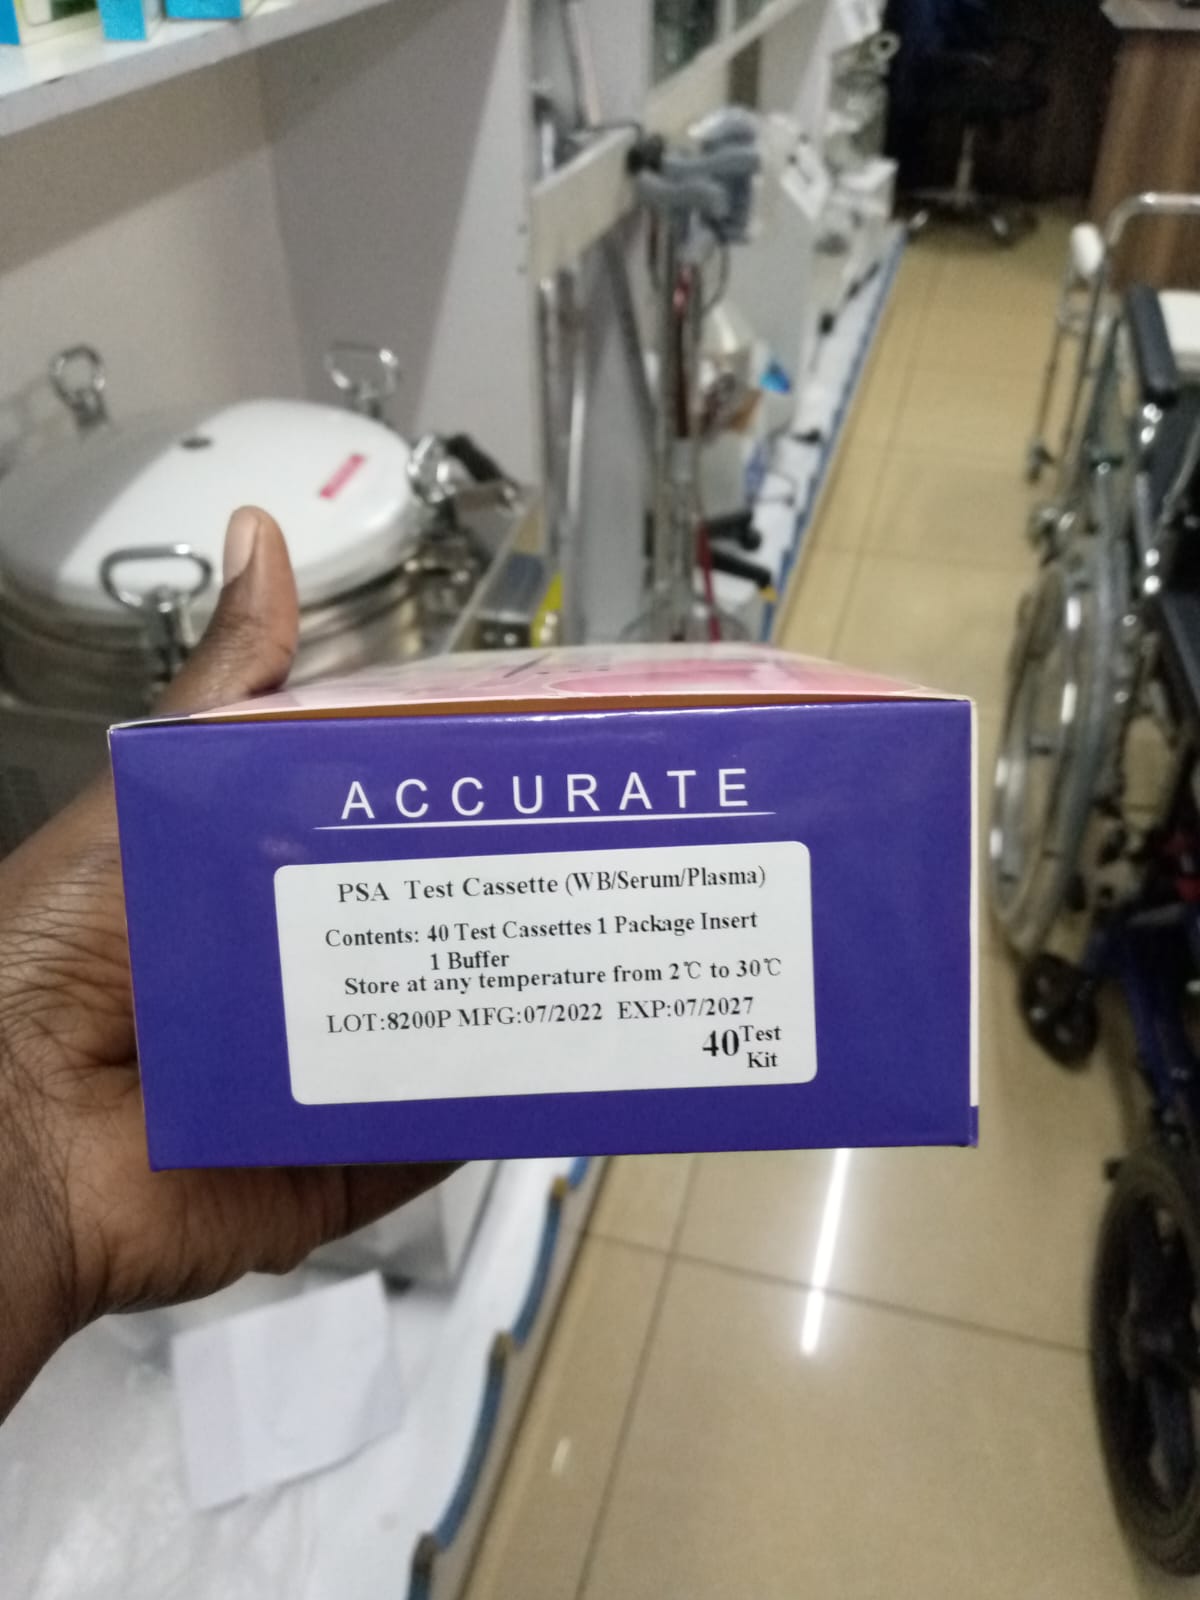 ACCURATE
PSA Test Cassette (WB/Serum/Plasma)
Contents: 40 Test Cassettes 1 Package Insert
1 Buffer
Store at any temperature from 2℃ to 30℃
LOT:8200P MFG:07/2022 EXP:07/2027
40 Test
Kit